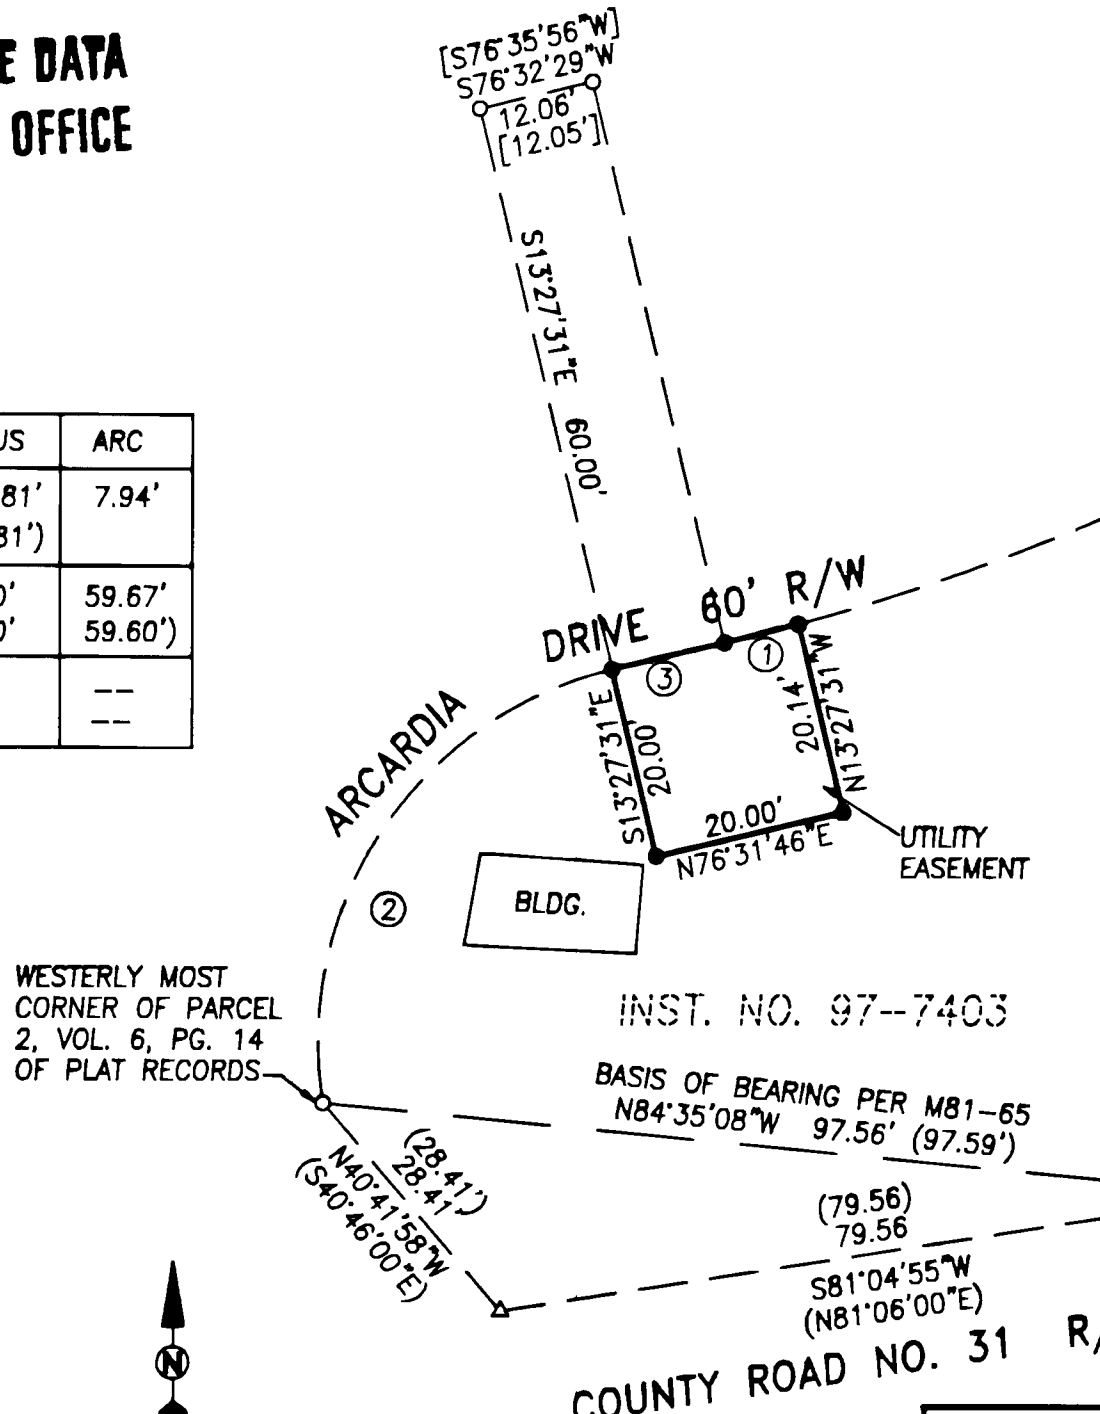 E DATA
OFFICE
[S76°35'56"W]
S76°32'29"W
12.06'
[12.05']
S13°27'31"E 60.00'
US ARC
81' 7.94'
81')
0' 59.67'
0' 59.60')
--
--
DRIVE 60' R/W
ARCARDIA
1
3
S13°27'31"E
20.00'
20.14'
N13°27'31"W
20.00'
N76°31'46"E
UTILITY
EASEMENT
BLDG.
2
WESTERLY MOST
CORNER OF PARCEL
2, VOL. 6, PG. 14
OF PLAT RECORDS
INST. NO. 97--7403
BASIS OF BEARING PER M81-65
N84°35'08"W 97.56' (97.59')
(28.41')
28.41'
N40°41'58"W
(S40°46'00"E)
(79.56)
79.56
S81°04'55"W
(N81°06'00"E)
N
COUNTY ROAD NO. 31 R/